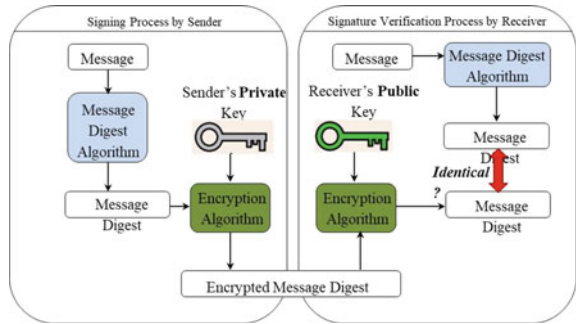 Signing Process by Sender
Message
Message
Digest
Algorithm
Sender's Private
Key
Message
Digest
Encryption
Algorithm
Encrypted Message Digest
Signature Verification Process by Receiver
Message
Message Digest
Algorithm
Receiver's Public
Key
Message
Digest
Identical
?
Encryption
Algorithm
Message
Digest